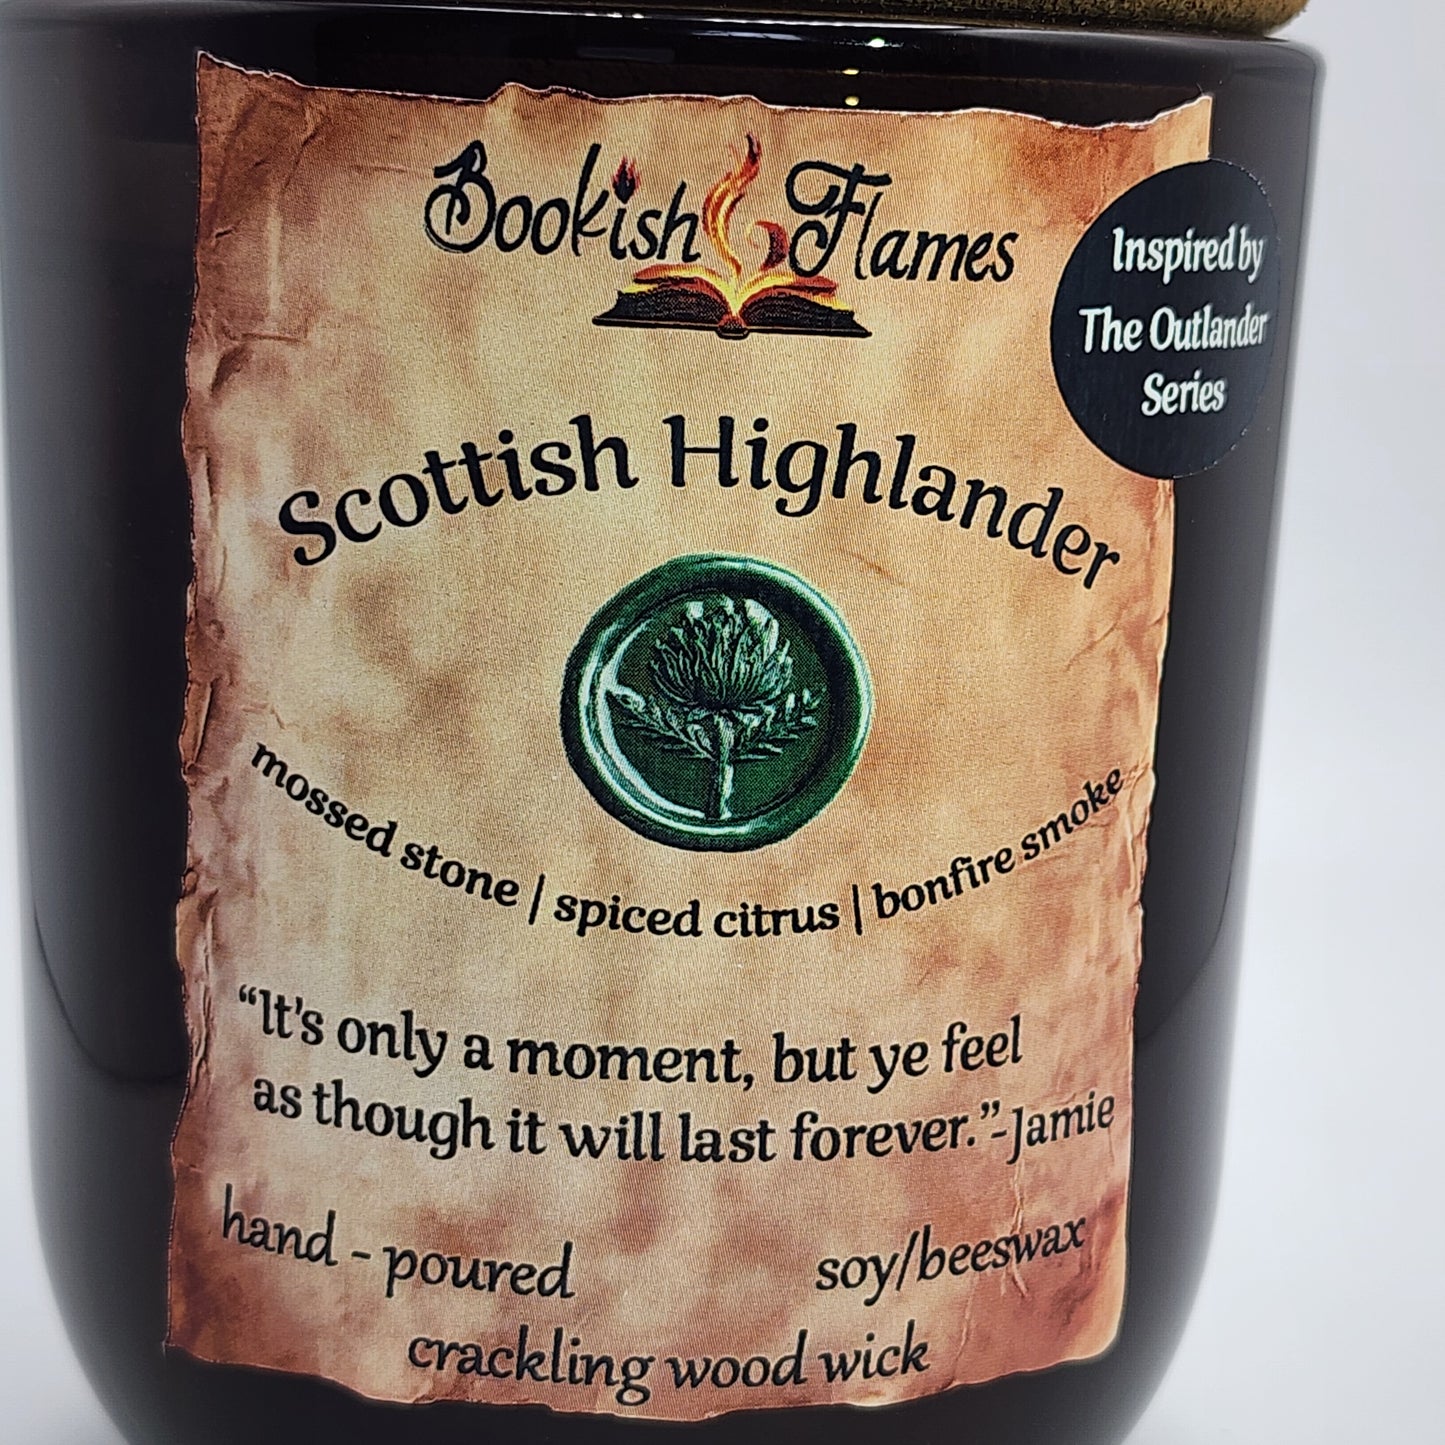 Bookish Flames
Inspired by
The Outlander
Series
Scottish Highlander
mossed stone | spiced citrus | bonfire smoke
“It's only a moment, but ye feel
as though it will last forever.”-Jamie
hand - poured
soy/beeswax
crackling wood wick